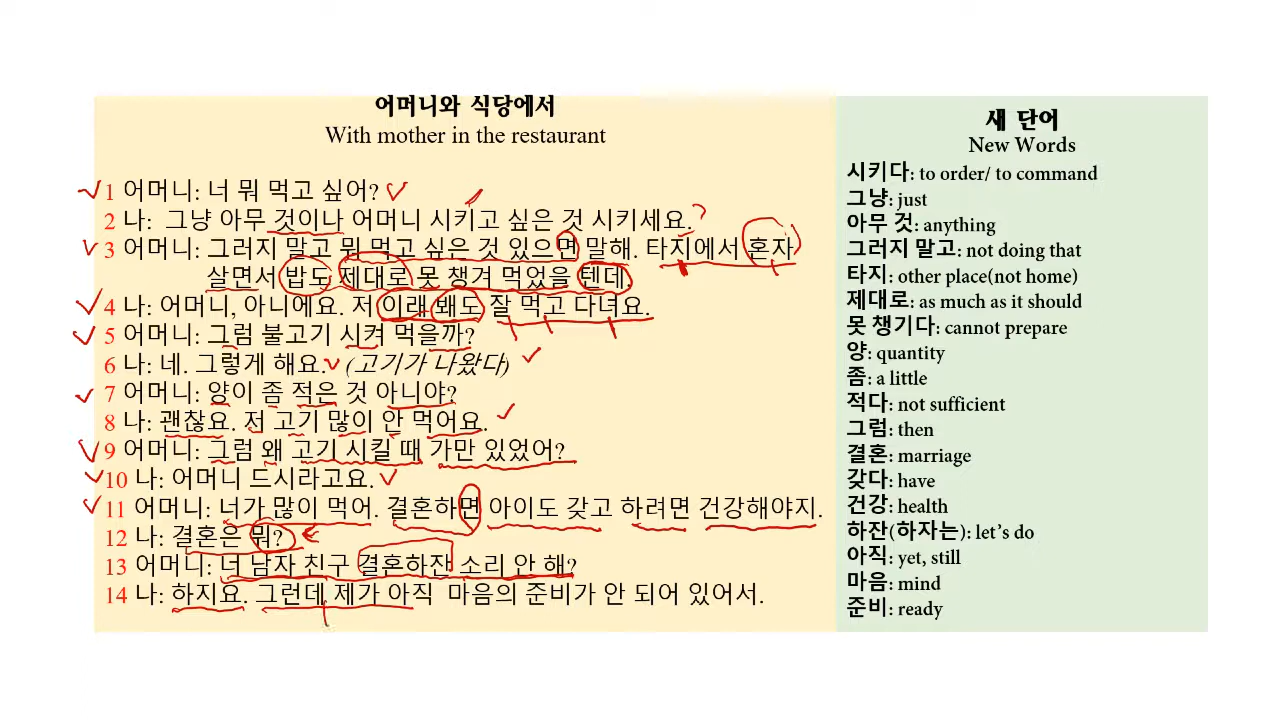 어머니와 식당에서
With mother in the restaurant
1 어머니: 너 뭐 먹고 싶어?
2 나: 그냥 아무 것이나 어머니 시키고 싶은 것 시키세요.
3 어머니: 그러지 말고 뭐 먹고 싶은 것 있으면 말해. 타지에서 혼자
살면서 밥도 제대로 못 챙겨 먹었을 텐데.
4 나: 어머니, 아니에요. 저 이래 봬도 잘 먹고 다녀요.
5 어머니: 그럼 불고기 시켜 먹을까?
6 나: 네. 그렇게 해요. (고기가 나왔다)
7 어머니: 양이 좀 적은 것 아니야?
8 나: 괜찮요. 저 고기 많이 안 먹어요.
9 어머니: 그럼 왜 고기 시킬 때 가만 있었어?
10 나: 어머니 드시라고요.
11 어머니: 너가 많이 먹어. 결혼하면 아이도 갖고 하려면 건강해야지.
12 나: 결혼은 뭐?
13 어머니: 너 남자 친구 결혼하잔 소리 안 해?
14 나: 하지요. 그런데 제가 아직 마음의 준비가 안 되어 있어서.
새 단어
New Words
시키다: to order/ to command
그냥: just
아무 것: anything
그러지 말고: not doing that
타지: other place(not home)
제대로: as much as it should
못 챙기다: cannot prepare
양: quantity
좀: a little
적다: not sufficient
그럼: then
결혼: marriage
갖다: have
건강: health
하잔(하자는): let's do
아직: yet, still
마음: mind
준비: ready